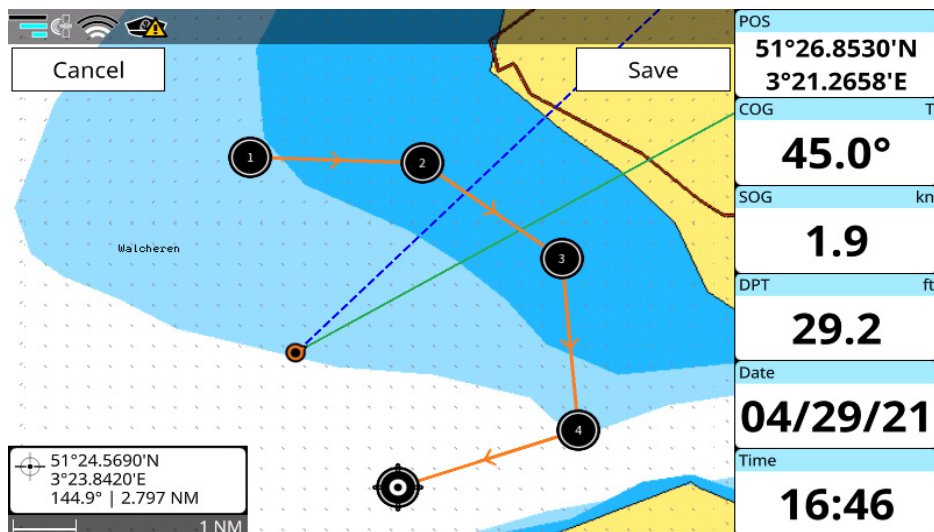 Cancel
Save
1
2
3
4
Walcheren
51°24.5690'N
3°23.8420'E
144.9° | 2.797 NM
1 NM
POS
51°26.8530'N
3°21.2658'E
COG T
45.0°
SOG kn
1.9
DPT ft
29.2
Date
04/29/21
Time
16:46